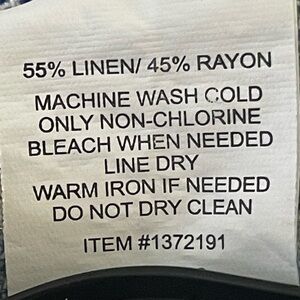 55% LINEN/ 45% RAYON
MACHINE WASH COLD
ONLY NON-CHLORINE
BLEACH WHEN NEEDED
LINE DRY
WARM IRON IF NEEDED
DO NOT DRY CLEAN
ITEM #1372191